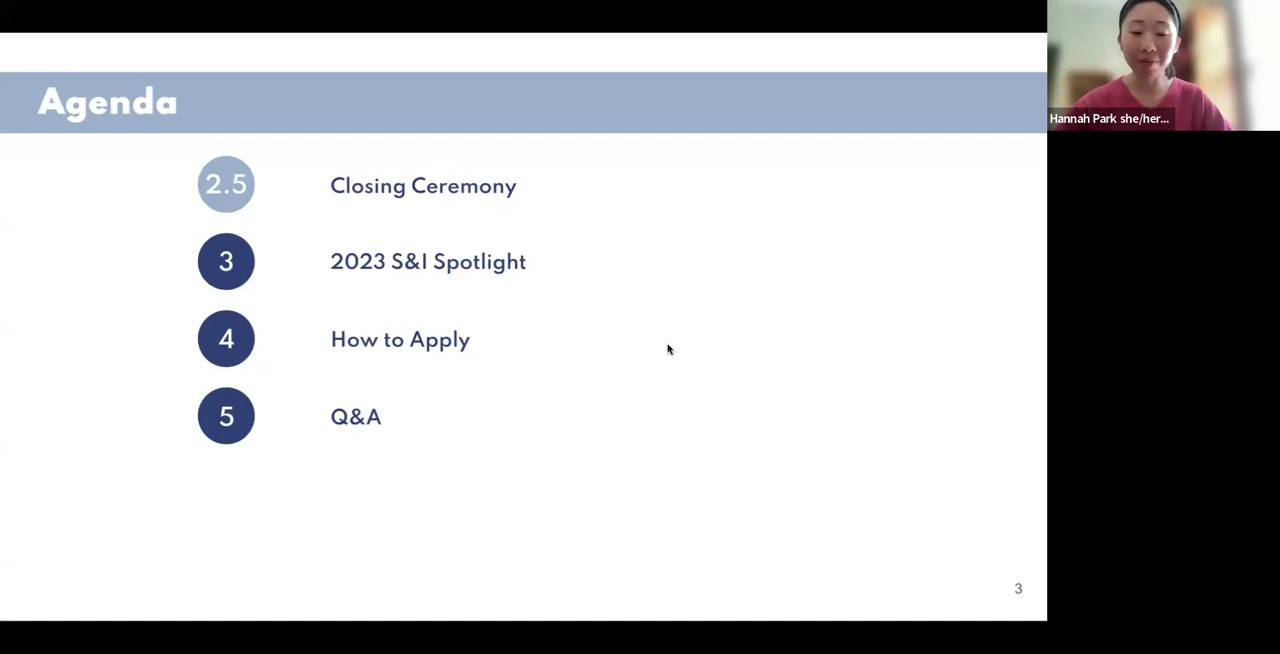 Agenda
2.5 Closing Ceremony
3 2023 S&I Spotlight
4 How to Apply
5 Q&A
3
Hannah Park she/her...